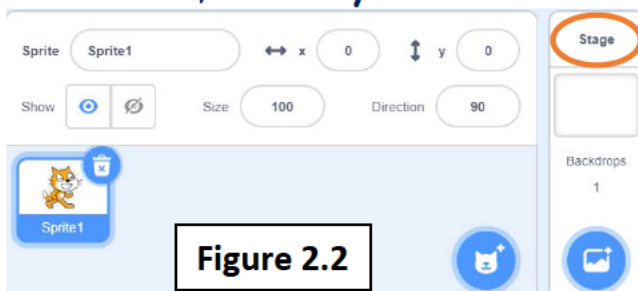 Sprite Sprite1 x 0 y 0 Stage
Show Size 100 Direction 90
Backdrops
1
Sprite1
Figure 2.2